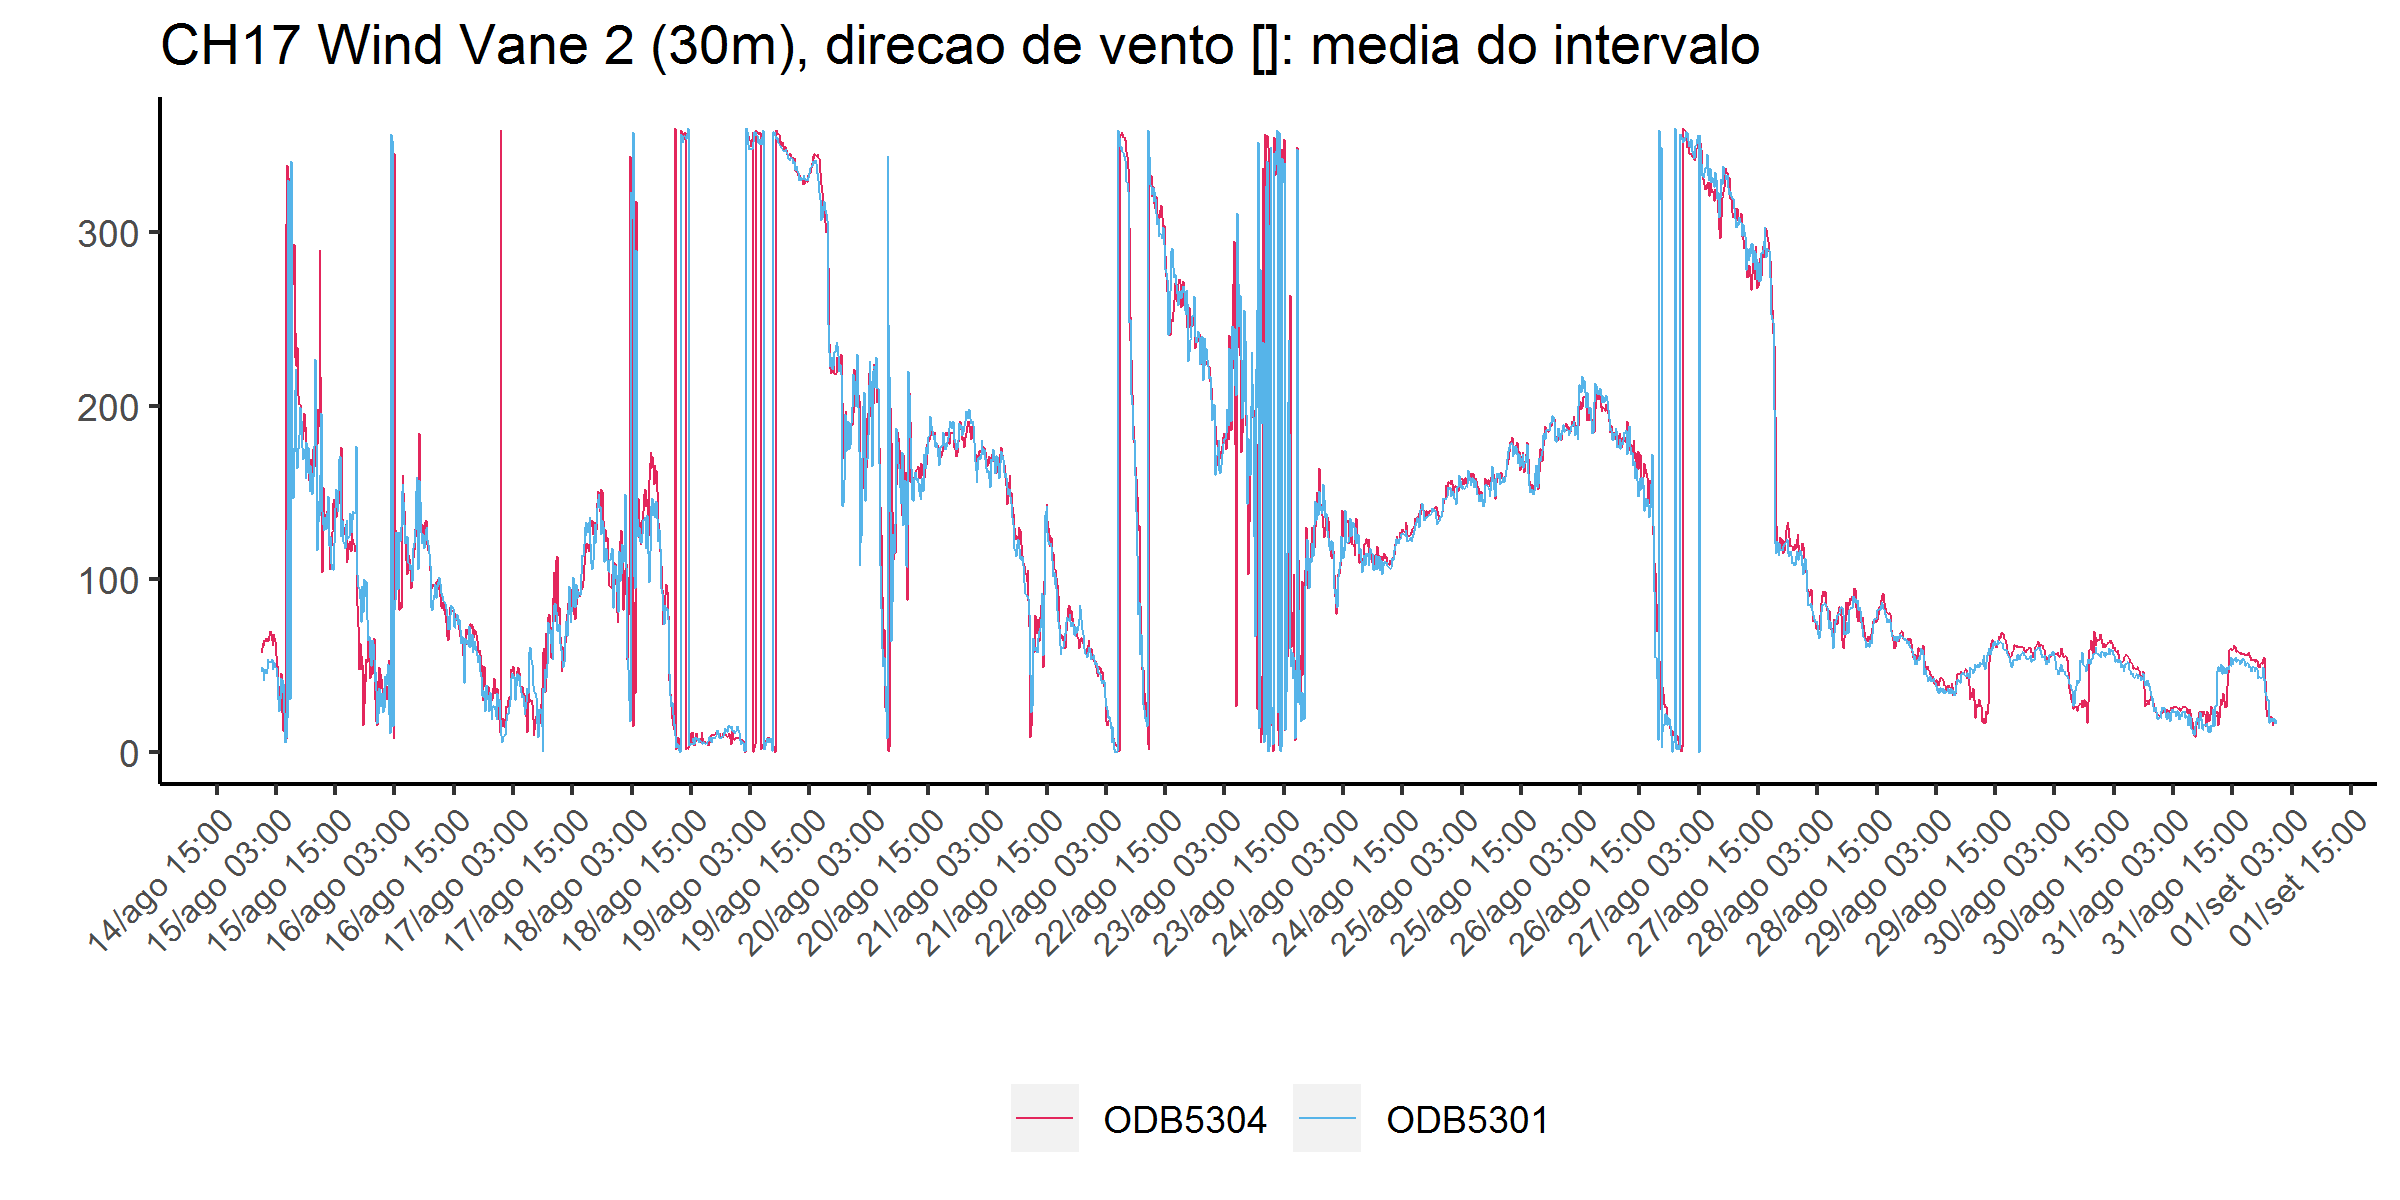 CH17 Wind Vane 2 (30m), direcao de vento []: media do intervalo
300
200
100
0
14/ago 15:00
15/ago 03:00
15/ago 15:00
16/ago 03:00
16/ago 15:00
17/ago 03:00
17/ago 15:00
18/ago 03:00
18/ago 15:00
19/ago 03:00
19/ago 15:00
20/ago 03:00
20/ago 15:00
21/ago 03:00
21/ago 15:00
22/ago 03:00
22/ago 15:00
23/ago 03:00
23/ago 15:00
24/ago 03:00
24/ago 15:00
25/ago 03:00
25/ago 15:00
26/ago 03:00
26/ago 15:00
27/ago 03:00
27/ago 15:00
28/ago 03:00
28/ago 15:00
29/ago 03:00
29/ago 15:00
30/ago 03:00
30/ago 15:00
31/ago 03:00
31/ago 15:00
01/set 03:00
01/set 15:00
ODB5304 ODB5301